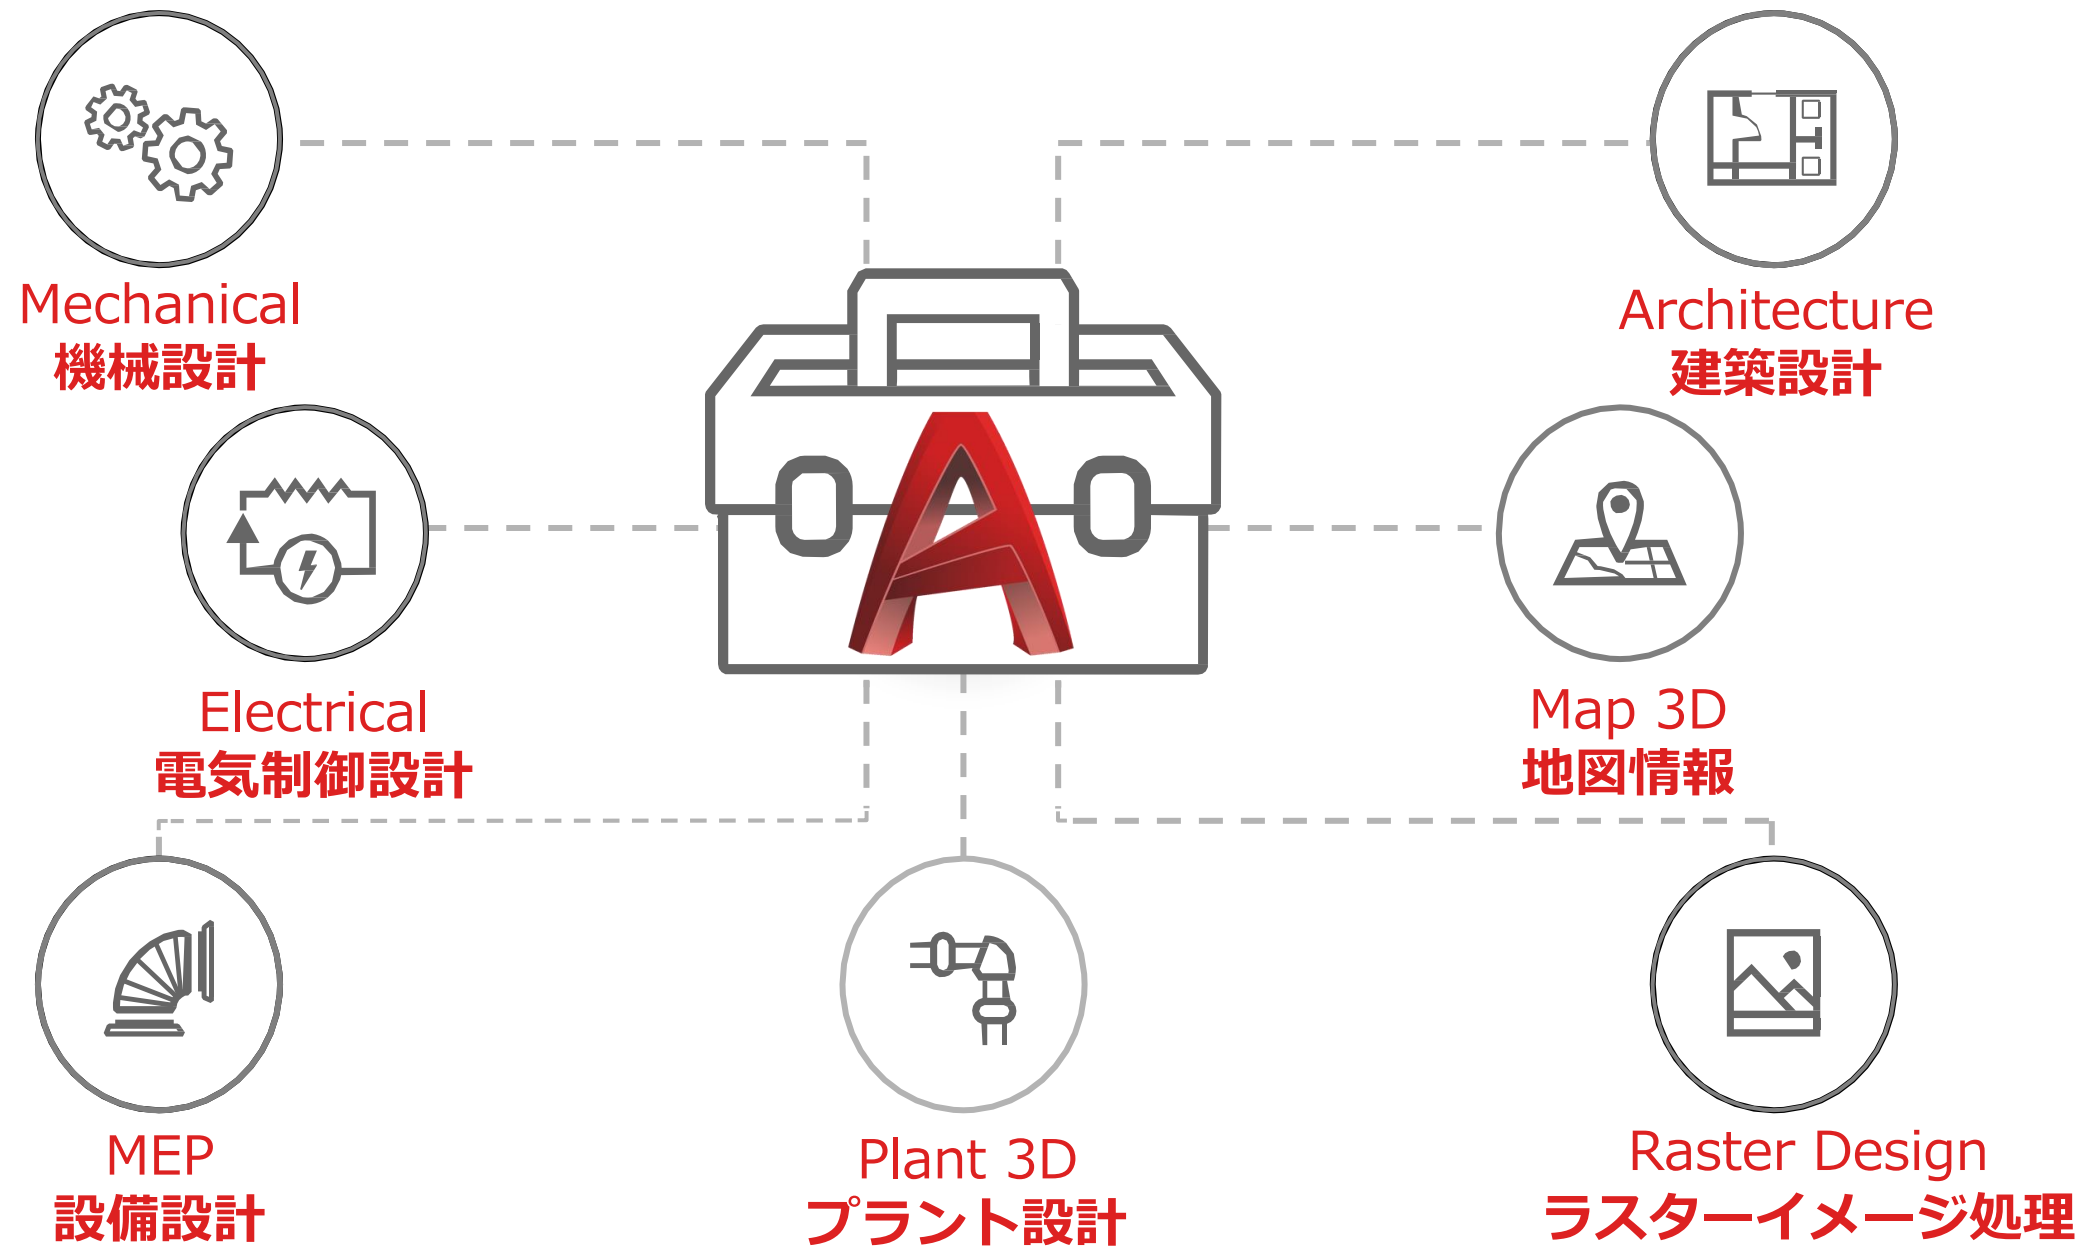 Mechanical
機械設計
Architecture
建築設計
Electrical
電気制御設計
Map 3D
地図情報
MEP
設備設計
Plant 3D
プラント設計
Raster Design
ラスターイメージ処理